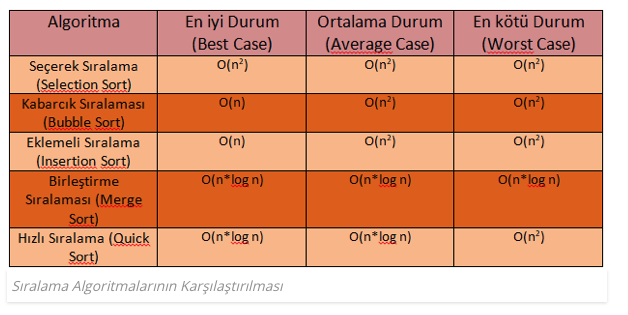 Algoritma
En iyi Durum
(Best Case)
Ortalama Durum
(Average Case)
En kötü Durum
(Worst Case)
Seçerek Sıralama
(Selection Sort)
O(n²)
O(n²)
O(n²)
Kabarcık Sıralaması
(Bubble Sort)
O(n)
O(n²)
O(n²)
Eklemeli Sıralama
(Insertion Sort)
O(n)
O(n²)
O(n²)
Birleştirme
Sıralaması (Merge
Sort)
O(n*log n)
O(n*log n)
O(n*log n)
Hızlı Sıralama (Quick
Sort)
O(n*log n)
O(n*log n)
O(n²)
Sıralama Algoritmalarının Karşılaştırılması